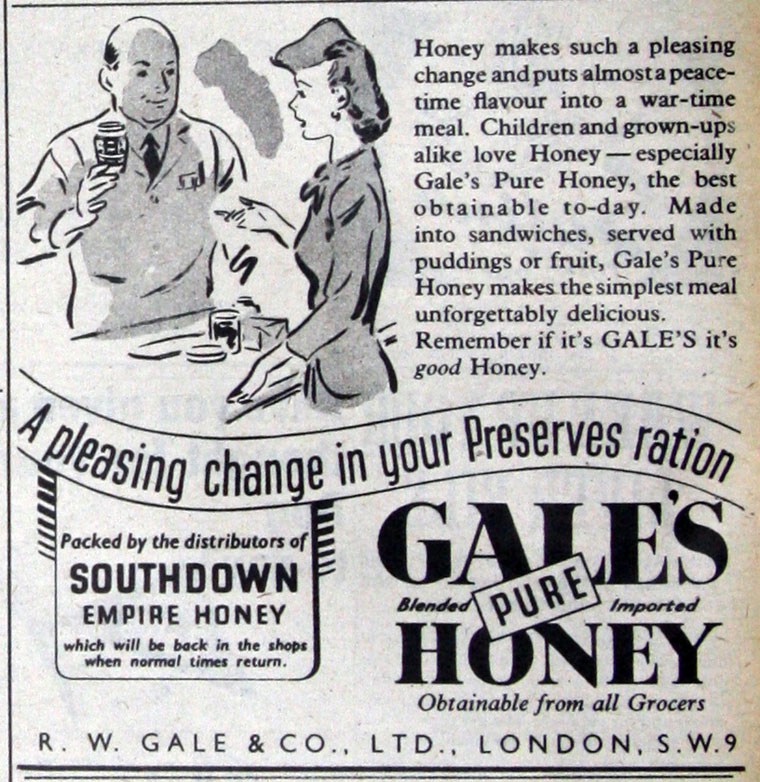 Honey makes such a pleasing
change and puts almost a peace-
time flavour into a war-time
meal. Children and grown-ups
alike love Honey — especially
Gale's Pure Honey, the best
obtainable to-day. Made
into sandwiches, served with
puddings or fruit, Gale's Pure
Honey makes the simplest meal
unforgettably delicious.
Remember if it's GALE'S it's
good Honey.
A pleasing change in your Preserves ration
Packed by the distributors of
SOUTHDOWN
EMPIRE HONEY
which will be back in the shops
when normal times return.
GALE'S
Blended PURE Imported
HONEY
Obtainable from all Grocers
R. W. GALE & CO., LTD., LONDON, S.W.9